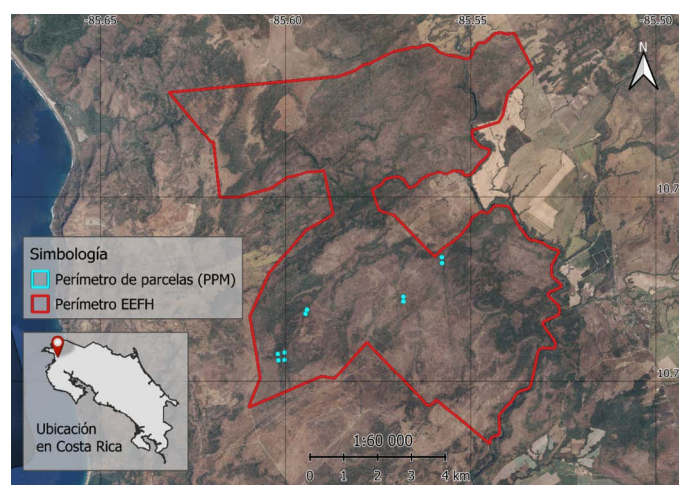 -85.65
-85.60
-85.55
-85.50
N
10.7
Simbología
Perímetro de parcelas (PPM)
Perímetro EEFH
10.7
Ubicación
en Costa Rica
1:60 000
0 1 2 3 4 km